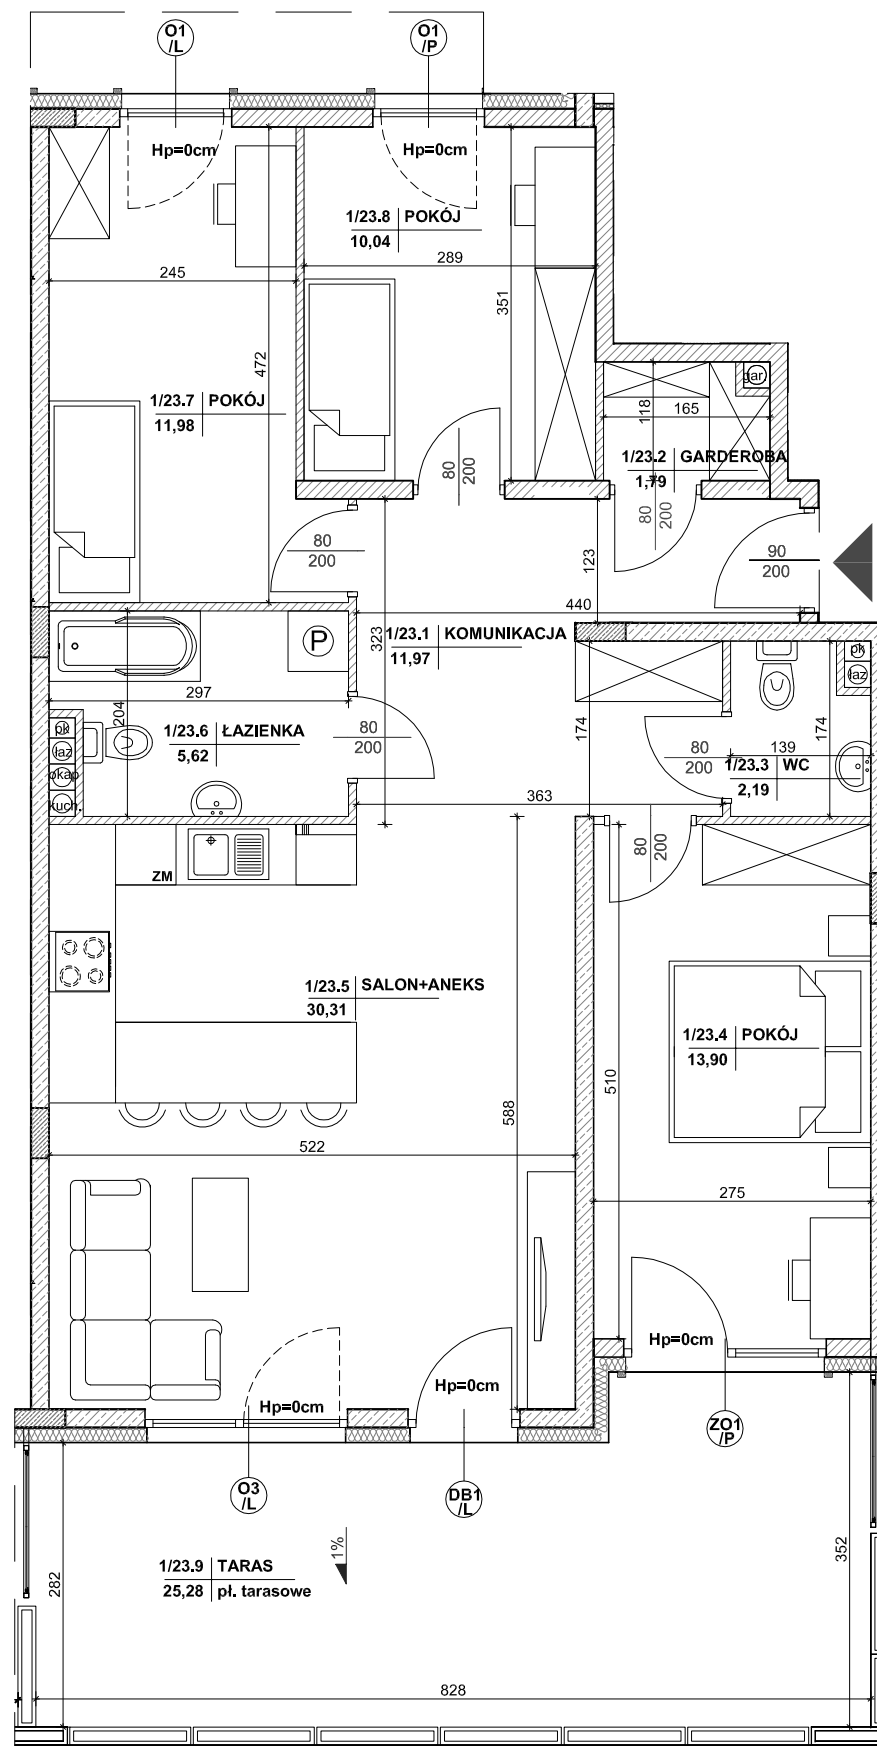 O1
/L
O1
/P
Hp=0cm
Hp=0cm
1/23.8 POKÓJ
10,04
245
289
351
472
gar
1/23.7 POKÓJ
11,98
118
165
1/23.2 GARDEROBA
1,79
80
200
80
200
80
200
90
200
123
440
P
323
1/23.1 KOMUNIKACJA
11,97
pk
łaz
297
204
1/23.6 ŁAZIENKA
5,62
80
200
174
174
80
200
139
1/23.3 WC
2,19
pk
łaz
okap
kuch.
363
80
200
ZM
1/23.5 SALON+ANEKS
30,31
1/23.4 POKÓJ
13,90
510
588
522
275
Hp=0cm
Hp=0cm
Hp=0cm
ZO1
/P
O3
/L
DB1
/L
1%
1/23.9 TARAS
25,28 pł. tarasowe
282
352
828